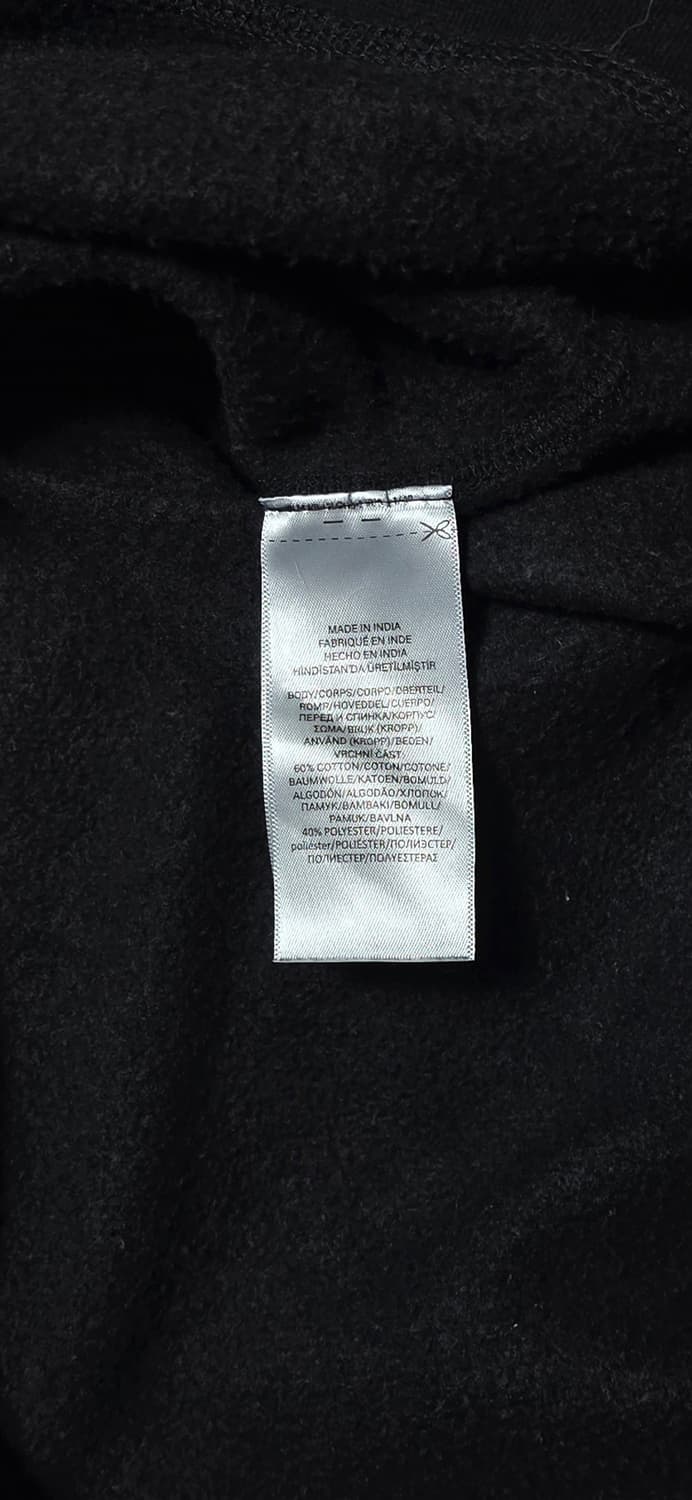 MADE IN INDIA
FABRIQUÉ EN INDE
HECHO EN INDIA
HİNDİSTAN'DA ÜRETİLMİŞTİR
BODY/CORPS/CORPO/OBERTEIL/
ROMP/HOVEDDEL/CUERPO/
ПЕРЕД И СПИНКА/КОРПУС/
ΣΩΜΑ/BRUK (KROPP)/
ANVÄND (KROPP)/BEDEN/
VRCHNÍ ČÁST
60% COTTON/COTON/COTONE/
BAUMWOLLE/KATOEN/BOMULD/
ALGODÓN/ALGODÃO/ХЛОПОК/
ПАМУК/ΒΑΜΒΑΚΙ/BOMULL/
PAMUK/BAVLNA
40% POLYESTER/POLIESTERE/
poliéster/POLIÉSTER/ПОЛИЭСТЕР/
ПОЛИЕСТЕР/ΠΟΛΥΕΣΤΕΡΑΣ